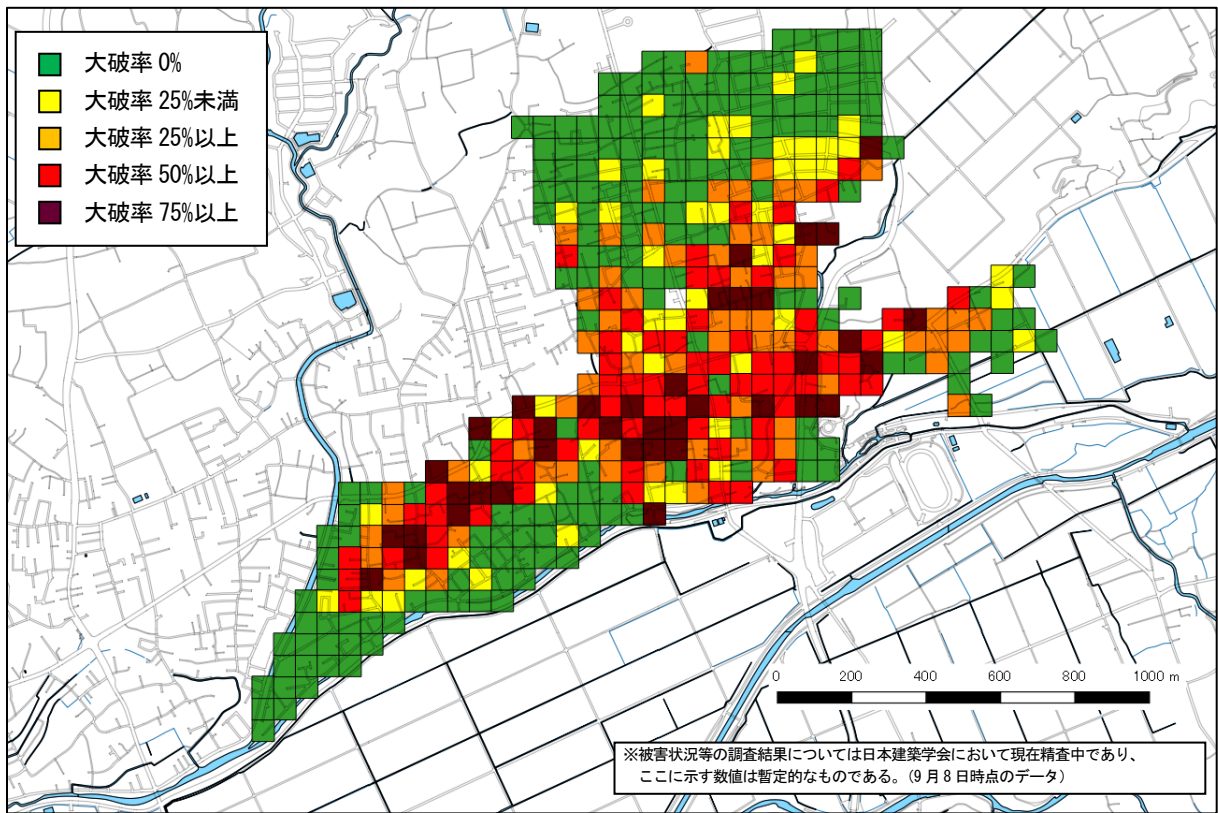 大破率 0%
大破率 25%未満
大破率 25%以上
大破率 50%以上
大破率 75%以上
0 200 400 600 800 1000 m
※被害状況等の調査結果については日本建築学会において現在精査中であり、
ここに示す数値は暫定的なものである。(9月8日時点のデータ)